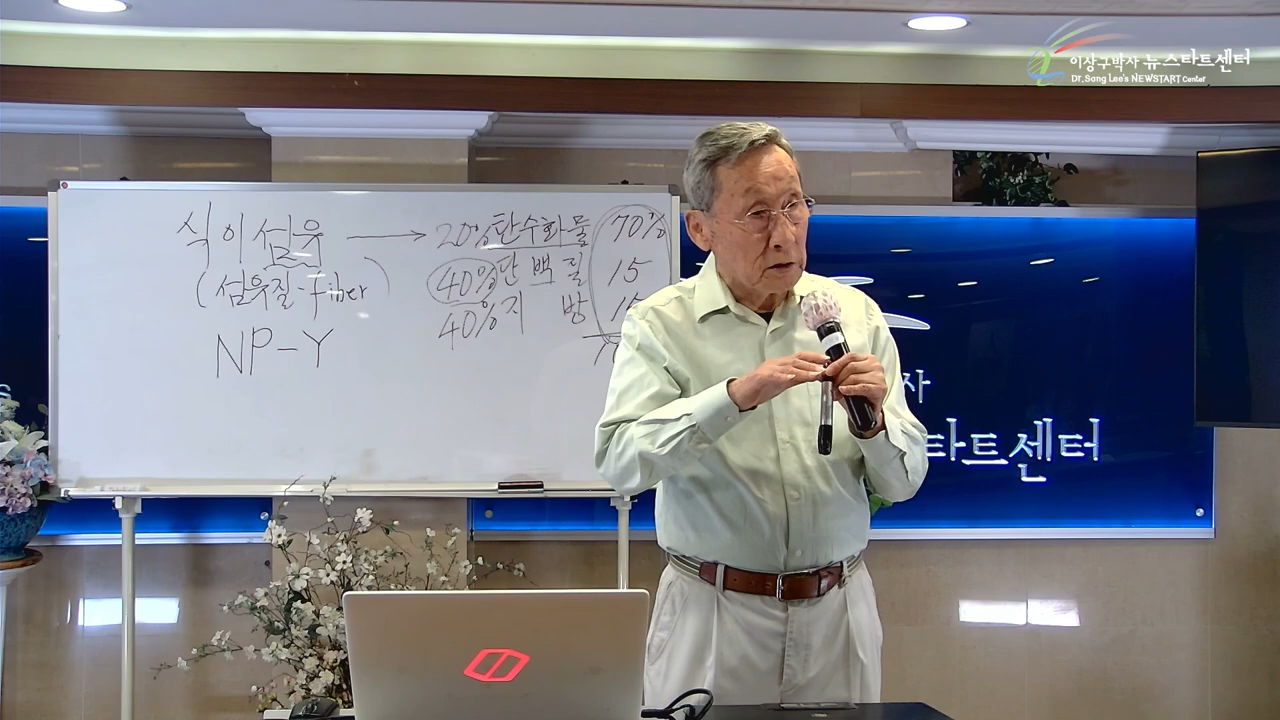 이상구박사 뉴스타트센터
Dr. Sang Lee's NEWSTART Center
식이섬유 → 20% 탄수화물 70%
(섬유질·fiber) 40% 단백질 15
40% 지방
NP-Y
사
타트센터